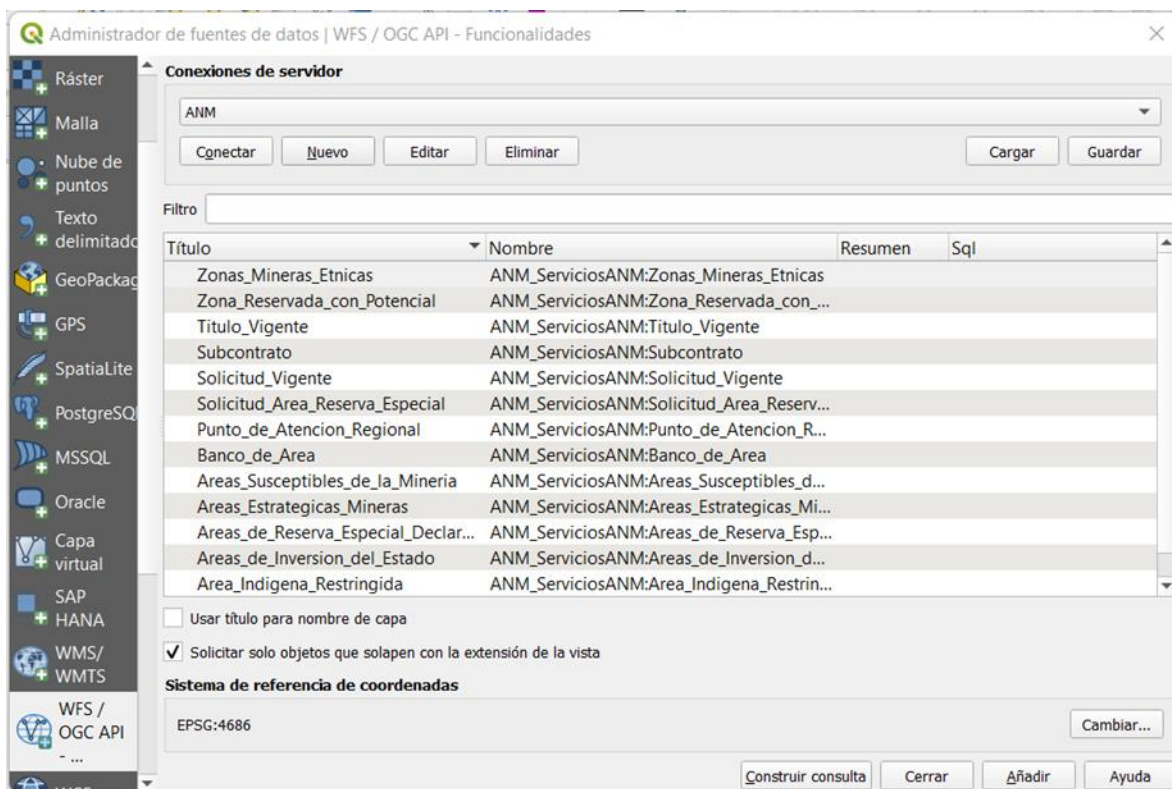 Administrador de fuentes de datos | WFS / OGC API - Funcionalidades
Ráster
Malla
Nube de
puntos
Texto
delimitado
GeoPackag
GPS
SpatiaLite
PostgreSQL
MSSQL
Oracle
Capa
virtual
SAP
HANA
WMS/
WMTS
WFS /
OGC API
- ...
WCS
Conexiones de servidor
ANM
Conectar Nuevo Editar Eliminar Cargar Guardar
Filtro
Título Nombre Resumen Sql
Zonas_Mineras_Etnicas ANM_ServiciosANM:Zonas_Mineras_Etnicas
Zona_Reservada_con_Potencial ANM_ServiciosANM:Zona_Reservada_con_...
Titulo_Vigente ANM_ServiciosANM:Titulo_Vigente
Subcontrato ANM_ServiciosANM:Subcontrato
Solicitud_Vigente ANM_ServiciosANM:Solicitud_Vigente
Solicitud_Area_Reserva_Especial ANM_ServiciosANM:Solicitud_Area_Reserv...
Punto_de_Atencion_Regional ANM_ServiciosANM:Punto_de_Atencion_R...
Banco_de_Area ANM_ServiciosANM:Banco_de_Area
Areas_Susceptibles_de_la_Mineria ANM_ServiciosANM:Areas_Susceptibles_d...
Areas_Estrategicas_Mineras ANM_ServiciosANM:Areas_Estrategicas_Mi...
Areas_de_Reserva_Especial_Declar... ANM_ServiciosANM:Areas_de_Reserva_Esp...
Areas_de_Inversion_del_Estado ANM_ServiciosANM:Areas_de_Inversion_d...
Area_Indigena_Restringida ANM_ServiciosANM:Area_Indigena_Restrin...
Usar título para nombre de capa
Solicitar solo objetos que solapen con la extensión de la vista
Sistema de referencia de coordenadas
EPSG:4686 Cambiar...
Construir consulta Cerrar Añadir Ayuda